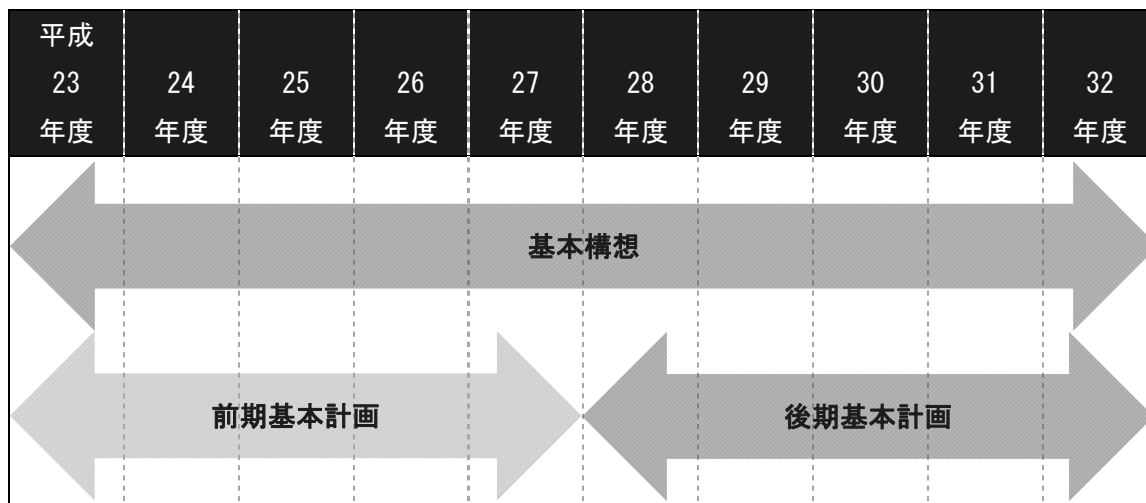 平成
23
年度
24
年度
25
年度
26
年度
27
年度
28
年度
29
年度
30
年度
31
年度
32
年度
基本構想
前期基本計画
後期基本計画